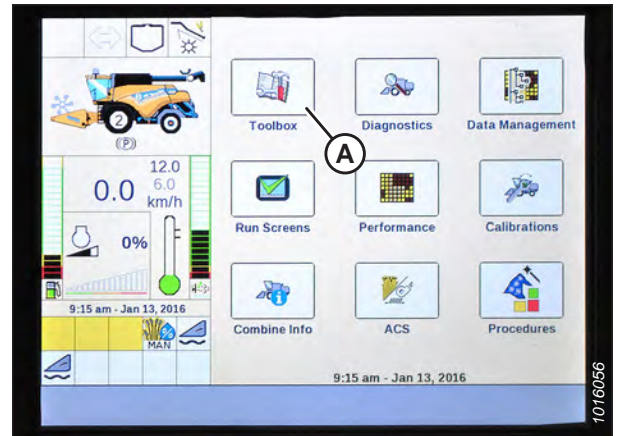 Toolbox
Diagnostics
Data Management
A
2
(P)
12.0
0.0
6.0
km/h
0%
Run Screens
Performance
Calibrations
9:15 am - Jan 13, 2016
MAN
Combine Info
ACS
Procedures
9:15 am - Jan 13, 2016
1016056